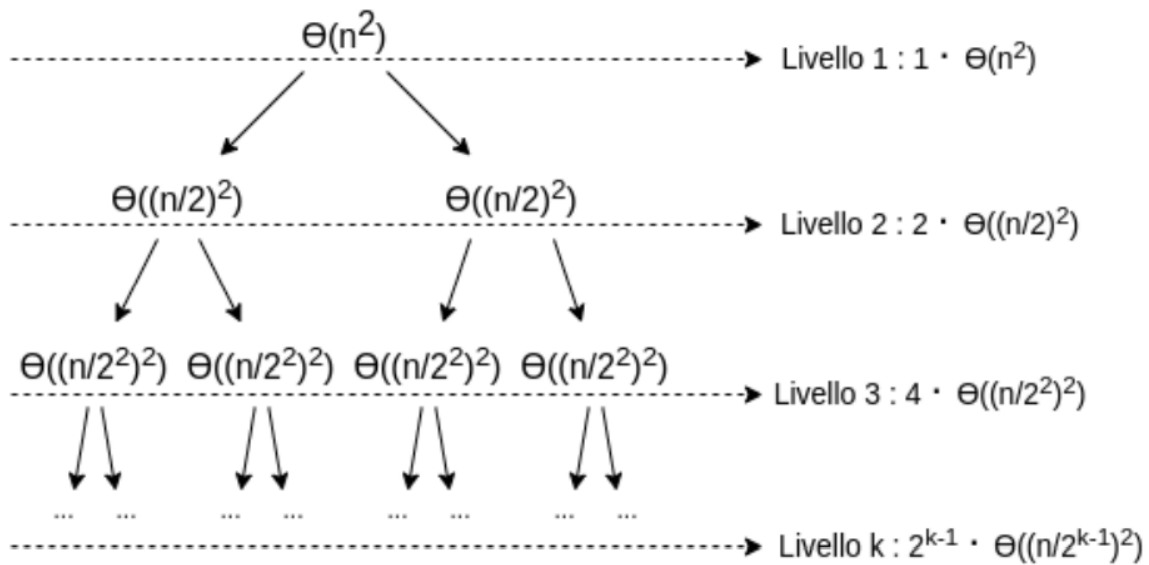 Θ(n²)
Livello 1 : 1 · Θ(n²)
Θ((n/2)²) Θ((n/2)²)
Livello 2 : 2 · Θ((n/2)²)
Θ((n/2²)²) Θ((n/2²)²) Θ((n/2²)²) Θ((n/2²)²)
Livello 3 : 4 · Θ((n/2²)²)
... ... ... ... ... ... ... ...
Livello k : 2ᵏ⁻¹ · Θ((n/2ᵏ⁻¹)²)